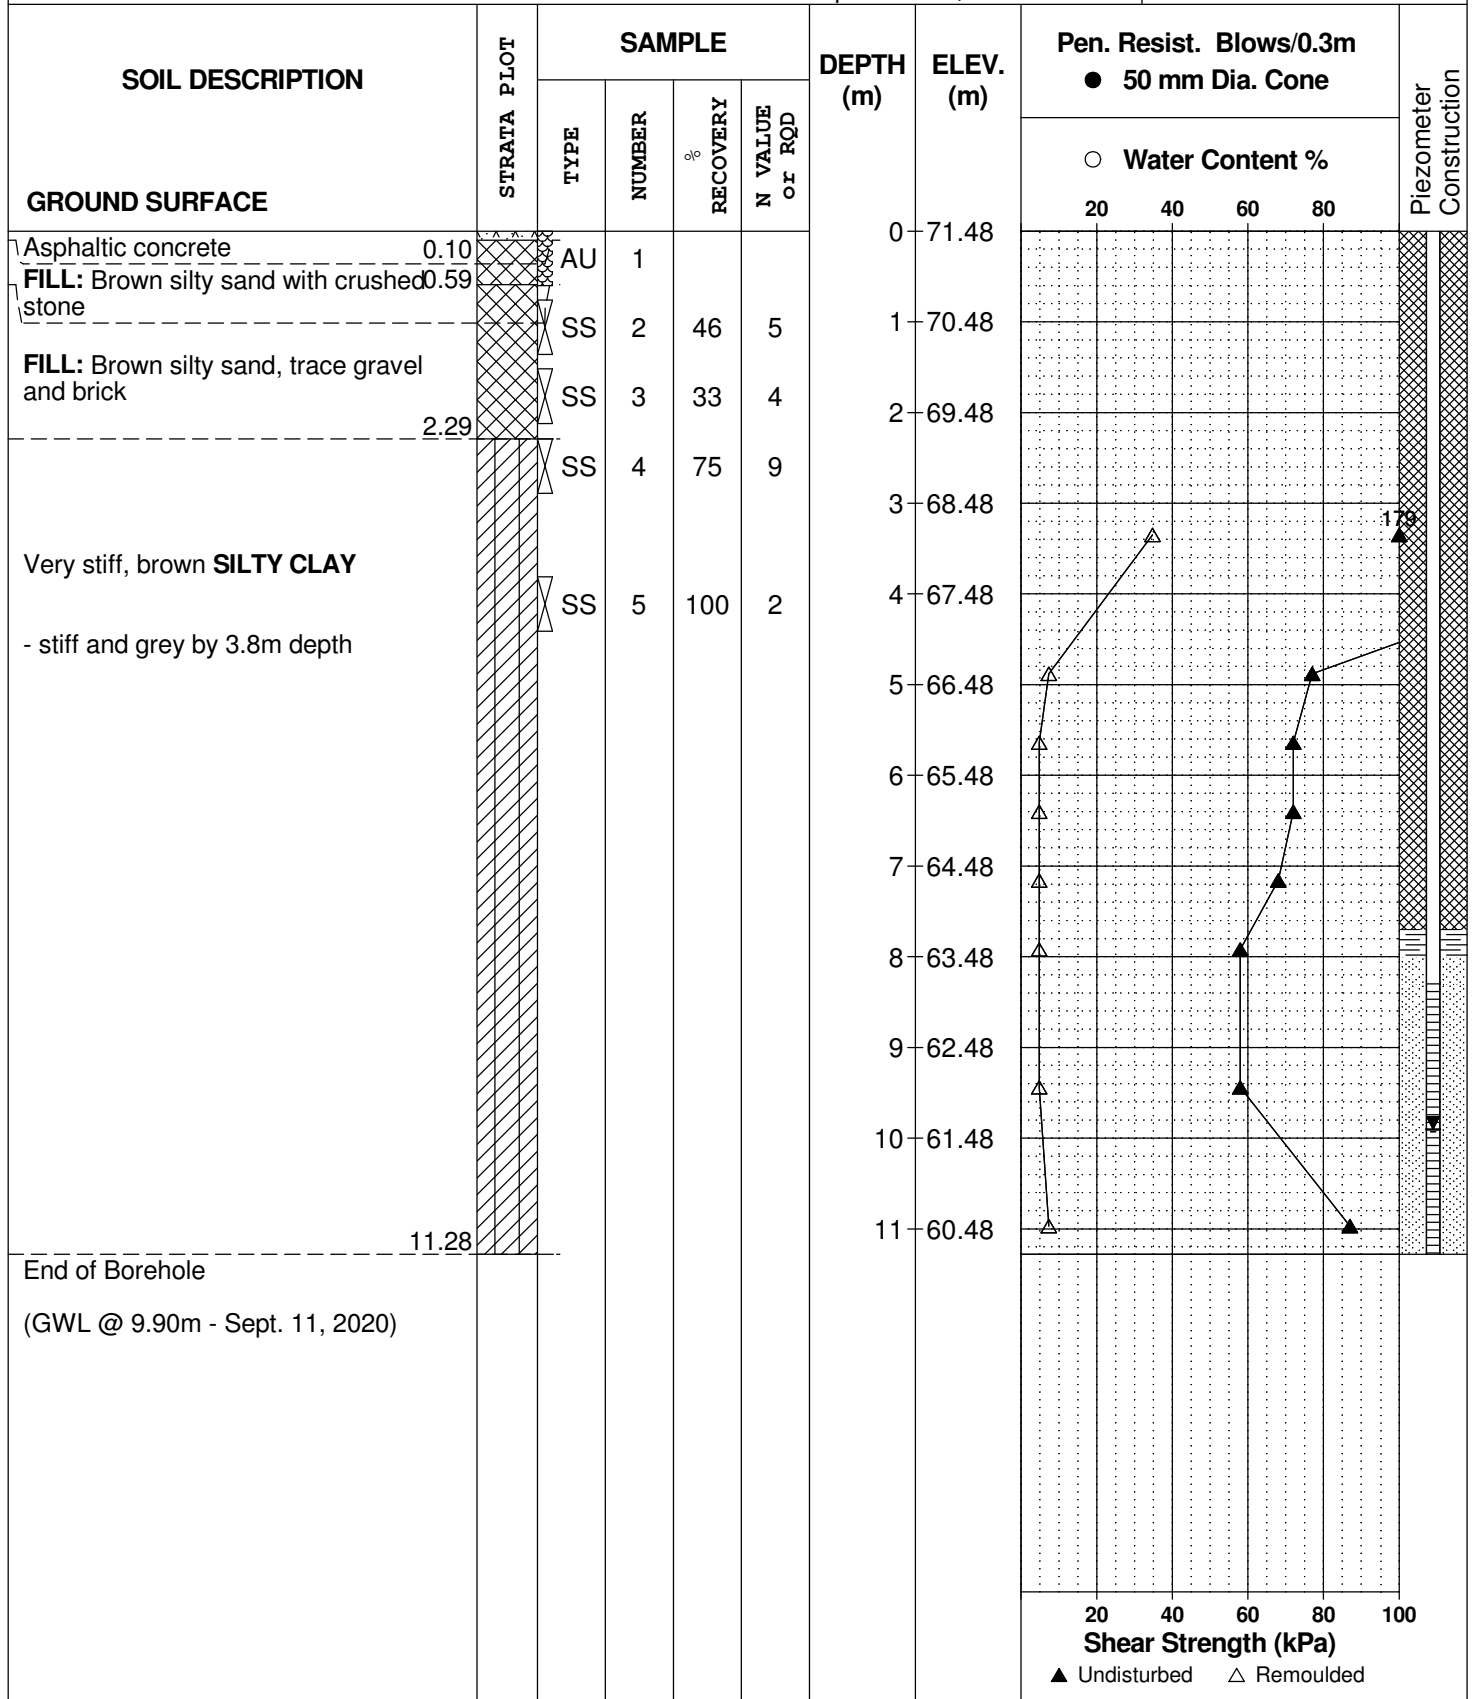 SOIL DESCRIPTION
GROUND SURFACE
STRATA PLOT
SAMPLE
TYPE
NUMBER
% RECOVERY
N VALUE or RQD
DEPTH (m)
ELEV. (m)
Pen. Resist. Blows/0.3m
● 50 mm Dia. Cone
○ Water Content %
20 40 60 80
Piezometer Construction
Asphaltic concrete 0.10
FILL: Brown silty sand with crushed 0.59
stone
FILL: Brown silty sand, trace gravel
and brick
2.29
Very stiff, brown SILTY CLAY
- stiff and grey by 3.8m depth
11.28
End of Borehole
(GWL @ 9.90m - Sept. 11, 2020)
AU 1
SS 2 46 5
SS 3 33 4
SS 4 75 9
SS 5 100 2
0 71.48
1 70.48
2 69.48
3 68.48
4 67.48
5 66.48
6 65.48
7 64.48
8 63.48
9 62.48
10 61.48
11 60.48
179
20 40 60 80 100
Shear Strength (kPa)
▲ Undisturbed △ Remoulded